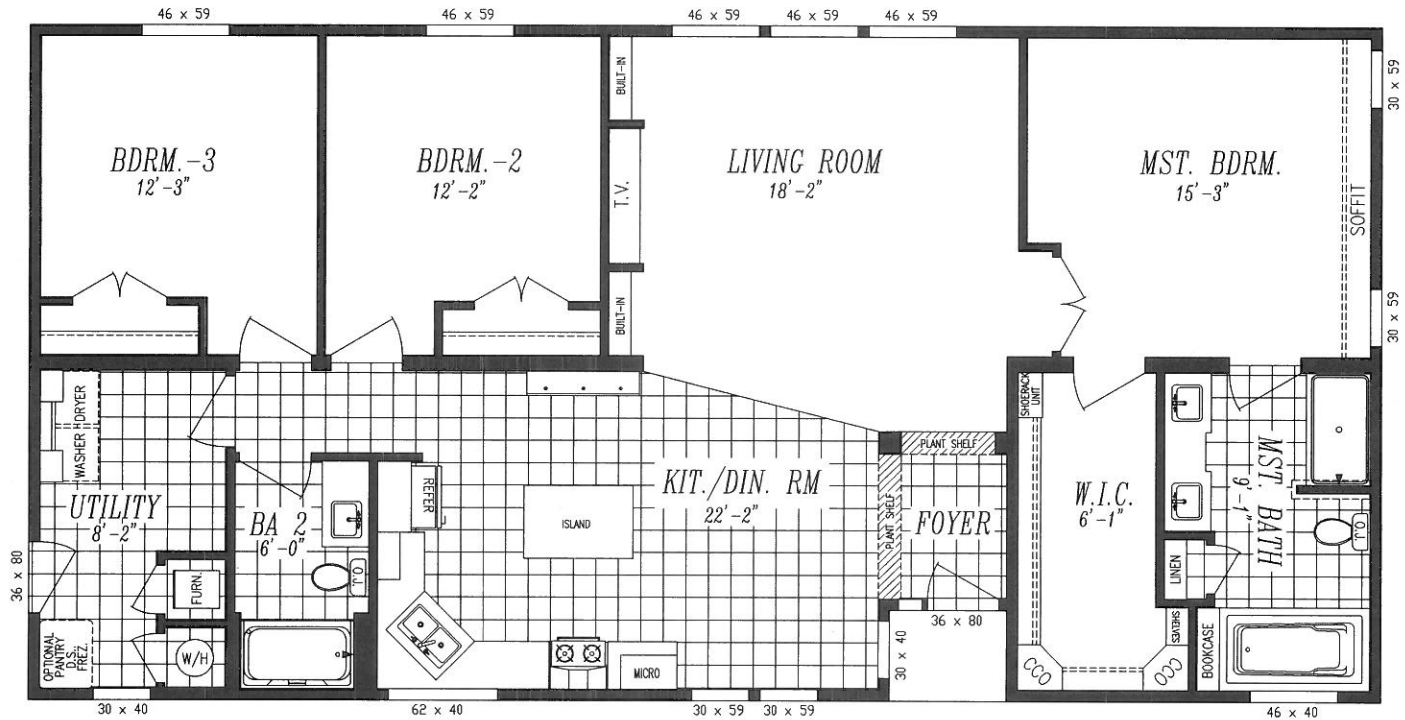 46 x 59
46 x 59
46 x 59
46 x 59
46 x 59
BUILT-IN
30 x 59
BDRM.-3
12'-3"
BDRM.-2
12'-2"
T.V.
LIVING ROOM
18'-2"
MST. BDRM.
15'-3"
SOFFIT
BUILT-IN
30 x 59
WASHER
DRYER
SHOERACK
UNIT
PLANT SHELF
UTILITY
8'-2"
BA 2
6'-0"
REFER
ISLAND
KIT./DIN. RM
22'-2"
PLANT SHELF
FOYER
W.I.C.
6'-1"
MST BATH
9'-1"
O.J.
36 x 80
FURN.
O.J.
LINEN
36 x 80
OPTIONAL
PANTRY
D.S.
FREZ.
W/H
MICRO
30 x 40
SHELVES
BOOKCASE
30 x 40
62 x 40
30 x 59
30 x 59
46 x 40